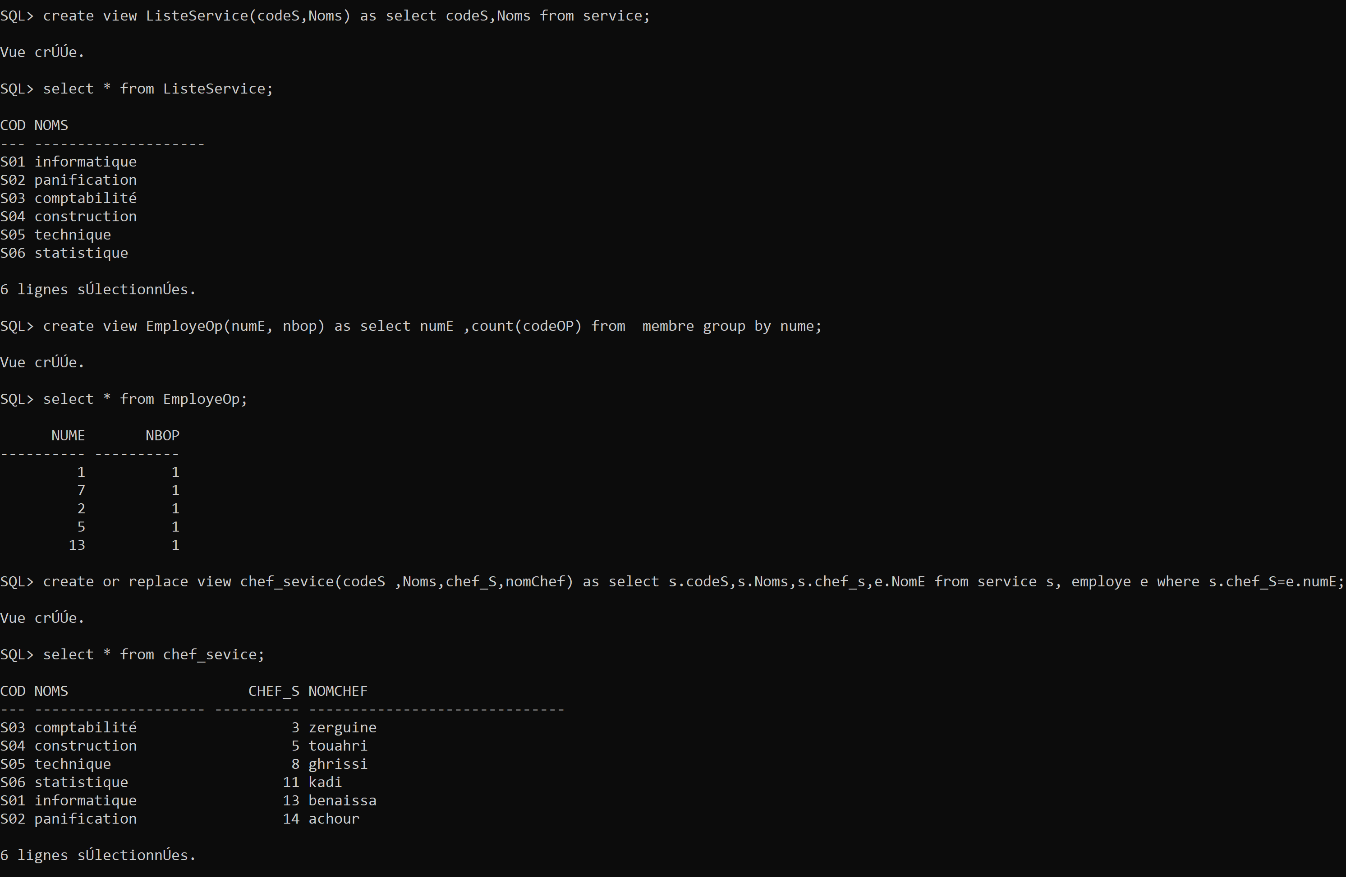 SQL> create view ListeService(codeS,Noms) as select codeS,Noms from service;
Vue crÚÚe.
SQL> select * from ListeService;
COD NOMS
--- --------------------
S01 informatique
S02 panification
S03 comptabilité
S04 construction
S05 technique
S06 statistique
6 lignes sÚlectionnÚes.
SQL> create view EmployeOp(numE, nbop) as select numE ,count(codeOP) from  membre group by nume;
Vue crÚÚe.
SQL> select * from EmployeOp;
      NUME       NBOP
---------- ----------
         1          1
         7          1
         2          1
         5          1
        13          1
SQL> create or replace view chef_sevice(codeS ,Noms,chef_S,nomChef) as select s.codeS,s.Noms,s.chef_s,e.NomE from service s, employe e where s.chef_S=e.numE;
Vue crÚÚe.
SQL> select * from chef_sevice;
COD NOMS                     CHEF_S NOMCHEF
--- -------------------- ---------- ------------------------------
S03 comptabilité                  3 zerguine
S04 construction                  5 touahri
S05 technique                     8 ghrissi
S06 statistique                  11 kadi
S01 informatique                 13 benaissa
S02 panification                 14 achour
6 lignes sÚlectionnÚes.